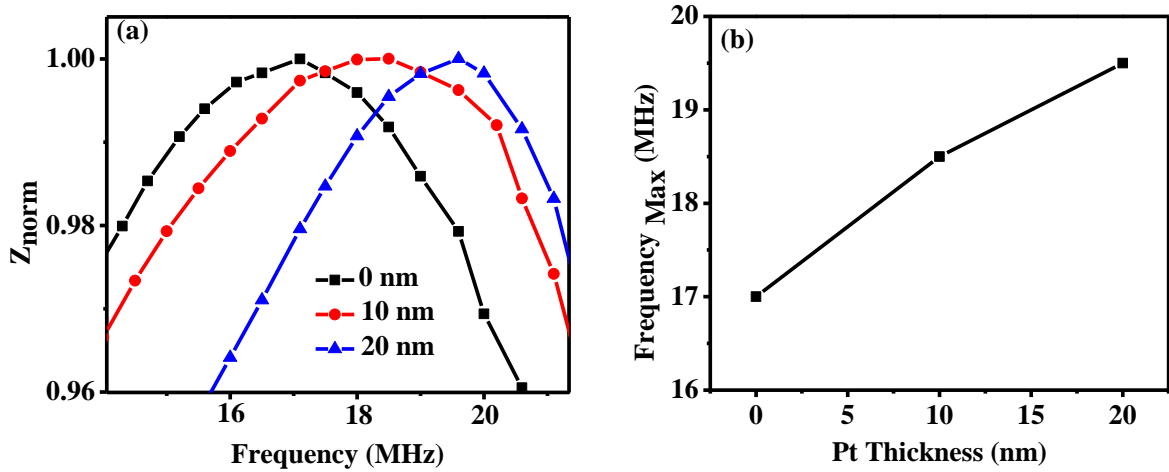 (a)
1.00
0.98
0.96
Znorm
0 nm
10 nm
20 nm
16 18 20
Frequency (MHz)
(b)
20
19
18
17
16
Frequency Max (MHz)
0 5 10 15 20
Pt Thickness (nm)